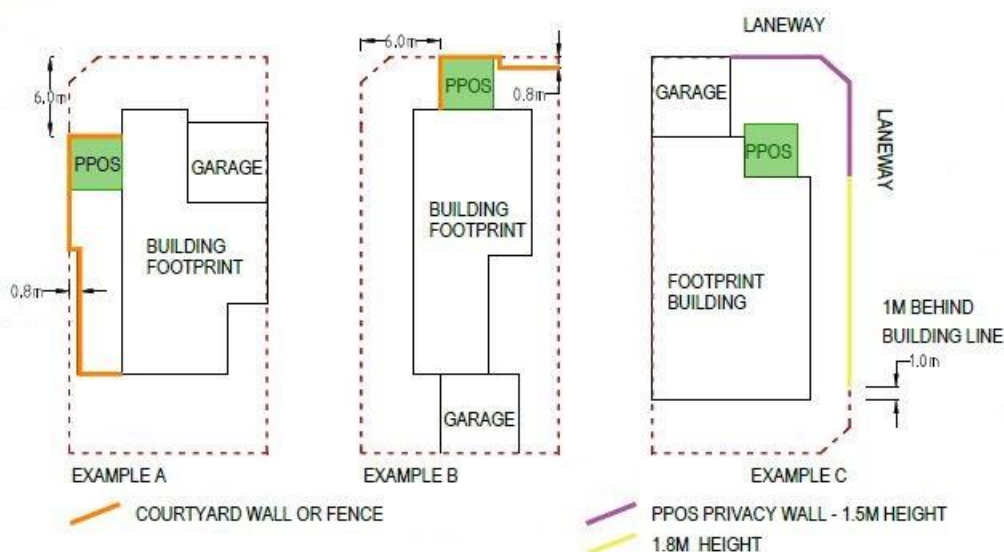 LANEWAY
6.0m
6.0m
PPOS
0.8m
GARAGE
LANEWAY
PPOS
GARAGE
PPOS
BUILDING
FOOTPRINT
BUILDING
FOOTPRINT
FOOTPRINT
BUILDING
0.8m
1M BEHIND
BUILDING LINE
1.0m
GARAGE
EXAMPLE A
EXAMPLE B
EXAMPLE C
COURTYARD WALL OR FENCE
PPOS PRIVACY WALL - 1.5M HEIGHT
1.8M HEIGHT